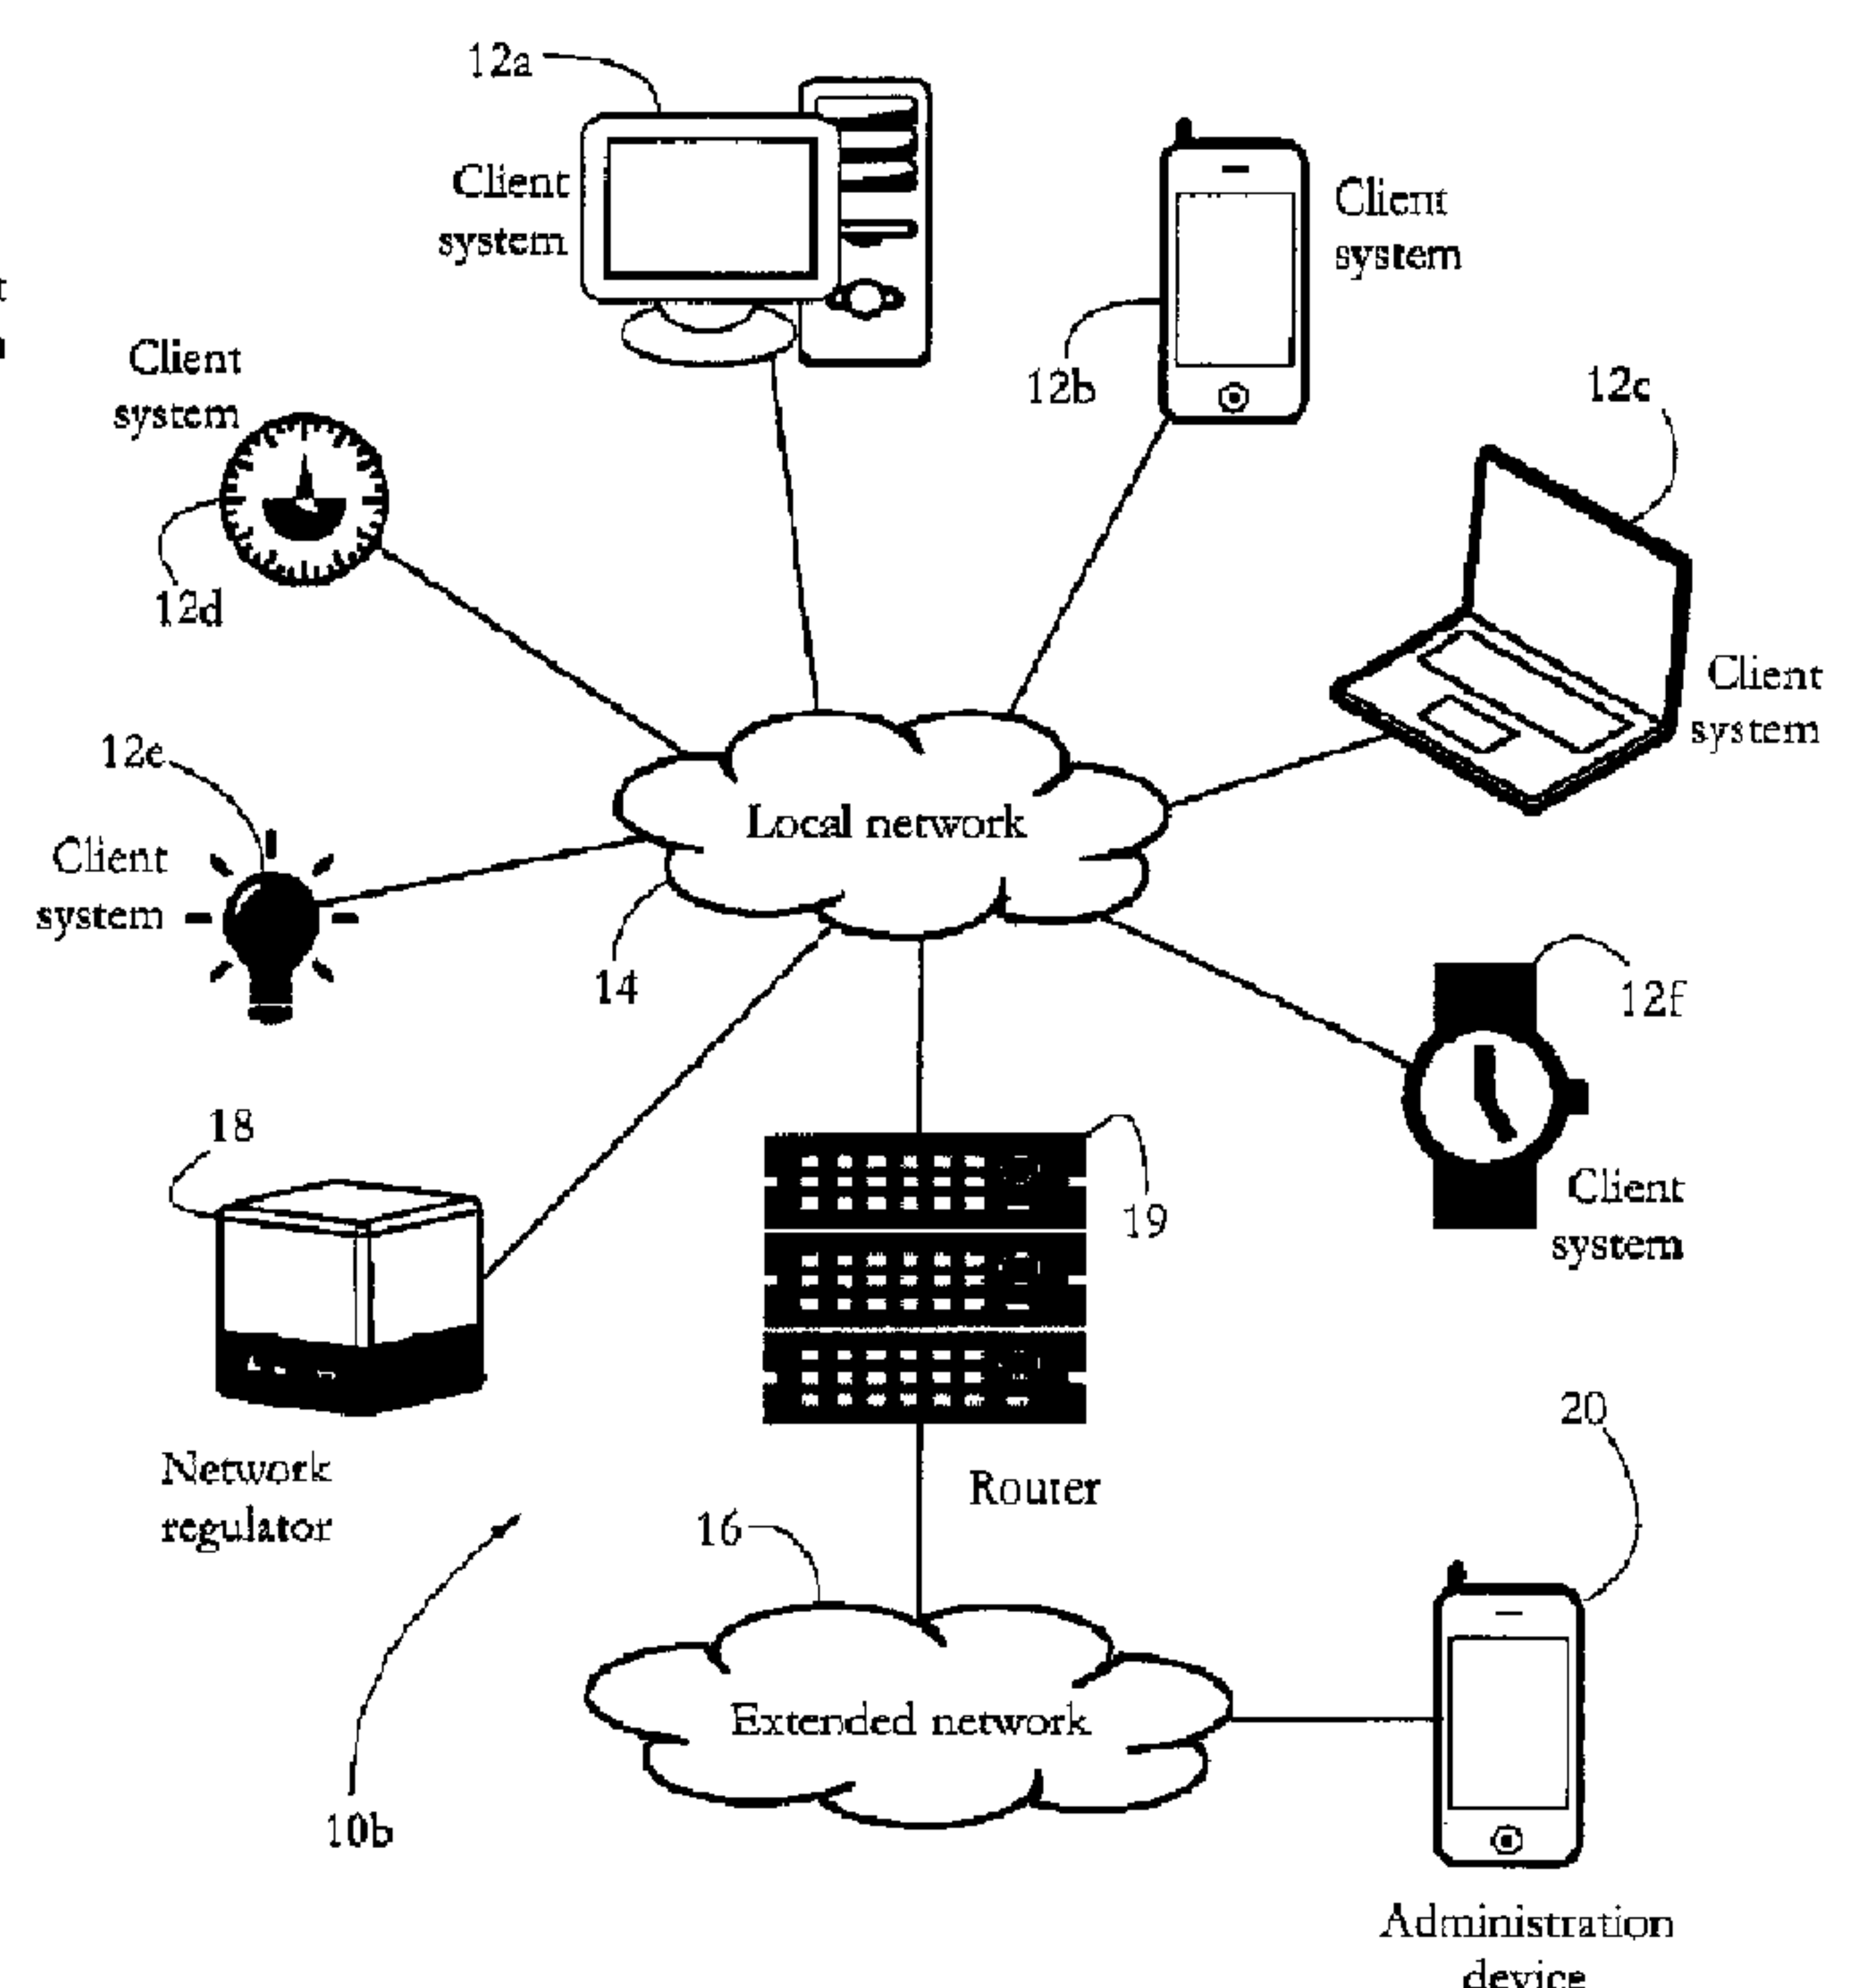 12a
Client
system
Client
system
12b
12c
Client
system
12d
Client
system
12e
Client
system
Local network
14
12f
Client
system
18
19
Network
regulator
Router
20
16
Extended network
10b
Administration
device